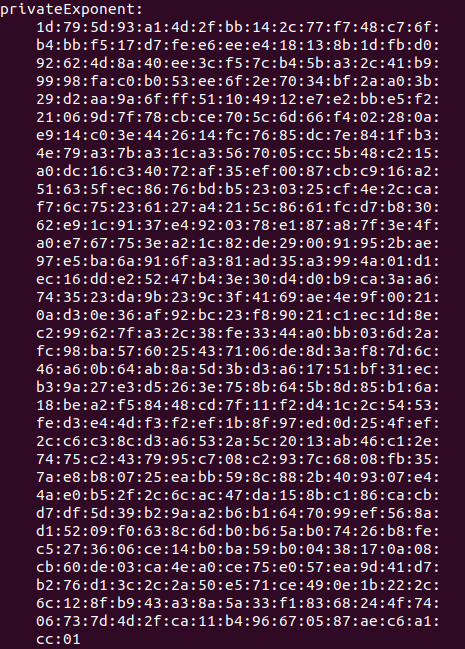 privateExponent:
1d:79:5d:93:a1:4d:2f:bb:14:2c:77:f7:48:c7:6f:
b4:bb:f5:17:d7:fe:e6:ee:e4:18:13:8b:1d:fb:d0:
92:62:4d:8a:40:ee:3c:f5:7c:b4:5b:a3:2c:41:b9:
99:98:fa:c0:b0:53:ee:6f:2e:70:34:bf:2a:a0:3b:
29:d2:aa:9a:6f:ff:51:10:49:12:e7:e2:bb:e5:f2:
21:06:9d:7f:78:cb:ce:70:5c:6d:66:f4:02:28:0a:
e9:14:c0:3e:44:26:14:fc:76:85:dc:7e:84:1f:b3:
4e:79:a3:7b:a3:1c:a3:56:70:05:cc:5b:48:c2:15:
a0:dc:16:c3:40:72:af:35:ef:00:87:cb:c9:16:a2:
51:63:5f:ec:86:76:bd:b5:23:03:25:cf:4e:2c:ca:
f7:6c:75:23:61:27:a4:21:5c:86:61:fc:d7:b8:30:
62:e9:1c:91:37:e4:92:03:78:e1:87:a8:7f:3e:4f:
a0:e7:67:75:3e:a2:1c:82:de:29:00:91:95:2b:ae:
97:e5:ba:6a:91:6f:a3:81:ad:35:a3:99:4a:01:d1:
ec:16:dd:e2:52:47:b4:3e:30:d4:d0:b9:ca:3a:a6:
74:35:23:da:9b:23:9c:3f:41:69:ae:4e:9f:00:21:
0a:d3:0e:36:af:92:bc:23:f8:90:21:c1:ec:1d:8e:
c2:99:62:7f:a3:2c:38:fe:33:44:a0:bb:03:6d:2a:
fc:98:ba:57:60:25:43:71:06:de:8d:3a:f8:7d:6c:
46:a6:0b:64:ab:8a:5d:3b:d3:a6:17:51:bf:31:ec:
b3:9a:27:e3:d5:26:3e:75:8b:64:5b:8d:85:b1:6a:
18:be:a2:f5:84:48:cd:7f:11:f2:d4:1c:2c:54:53:
fe:d3:e4:4d:f3:f2:ef:1b:8f:97:ed:0d:25:4f:ef:
2c:c6:c3:8c:d3:a6:53:2a:5c:20:13:ab:46:c1:2e:
74:75:c2:43:79:95:c7:08:c2:93:7c:68:08:fb:35:
7a:e8:b8:07:25:ea:bb:59:8c:88:2b:40:93:07:e4:
4a:e0:b5:2f:2c:6c:ac:47:da:15:8b:c1:86:ca:cb:
d7:df:5d:39:b2:9a:a2:b6:b1:64:70:99:ef:56:8a:
d1:52:09:f0:63:8c:6d:b0:b6:5a:b0:74:26:b8:fe:
c5:27:36:06:ce:14:b0:ba:59:b0:04:38:17:0a:08:
cb:60:de:03:ca:4e:a0:ce:75:e0:57:ea:9d:41:d7:
b2:76:d1:3c:2c:2a:50:e5:71:ce:49:0e:1b:22:2c:
6c:12:8f:b9:43:a3:8a:5a:33:f1:83:68:24:4f:74:
06:73:7d:4d:2f:ca:11:b4:96:67:05:87:ae:c6:a1:
cc:01